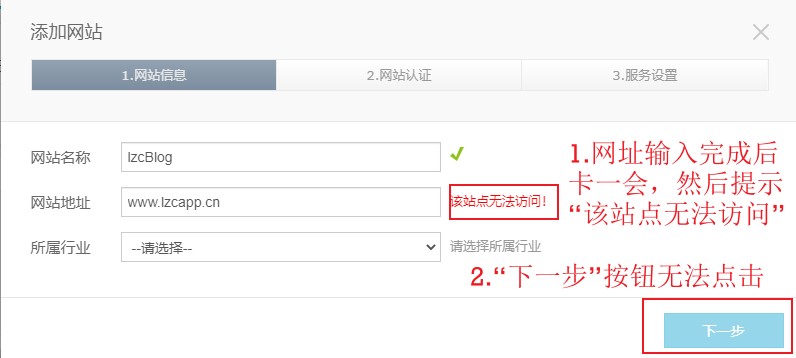 添加网站
1.网站信息
2.网站认证
3.服务设置
网站名称
lzcBlog
网站地址
www.lzcapp.cn
该站点无法访问!
所属行业
--请选择--
请选择所属行业
1.网址输入完成后
卡一会，然后提示
“该站点无法访问”
2.“下一步”按钮无法点击
下一步